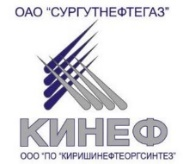 ОАО "СУРГУТНЕФТЕГАЗ"
КИНЕФ
ООО "ПО "КИРИШИНЕФТЕОРГСИНТЕЗ"